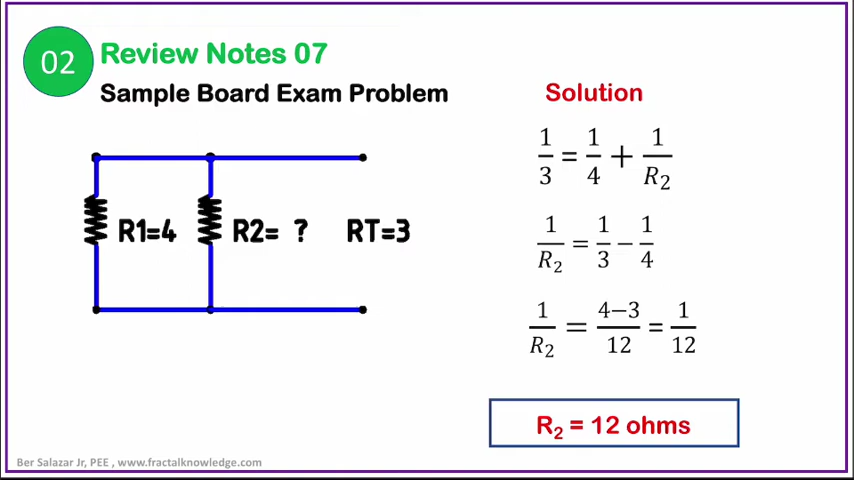 02
Review Notes 07
Sample Board Exam Problem
R1=4 R2= ? RT=3
Solution
1/3 = 1/4 + 1/R₂
1/R₂ = 1/3 − 1/4
1/R₂ = 4−3/12 = 1/12
R₂ = 12 ohms
Ber Salazar Jr, PEE , www.fractalknowledge.com